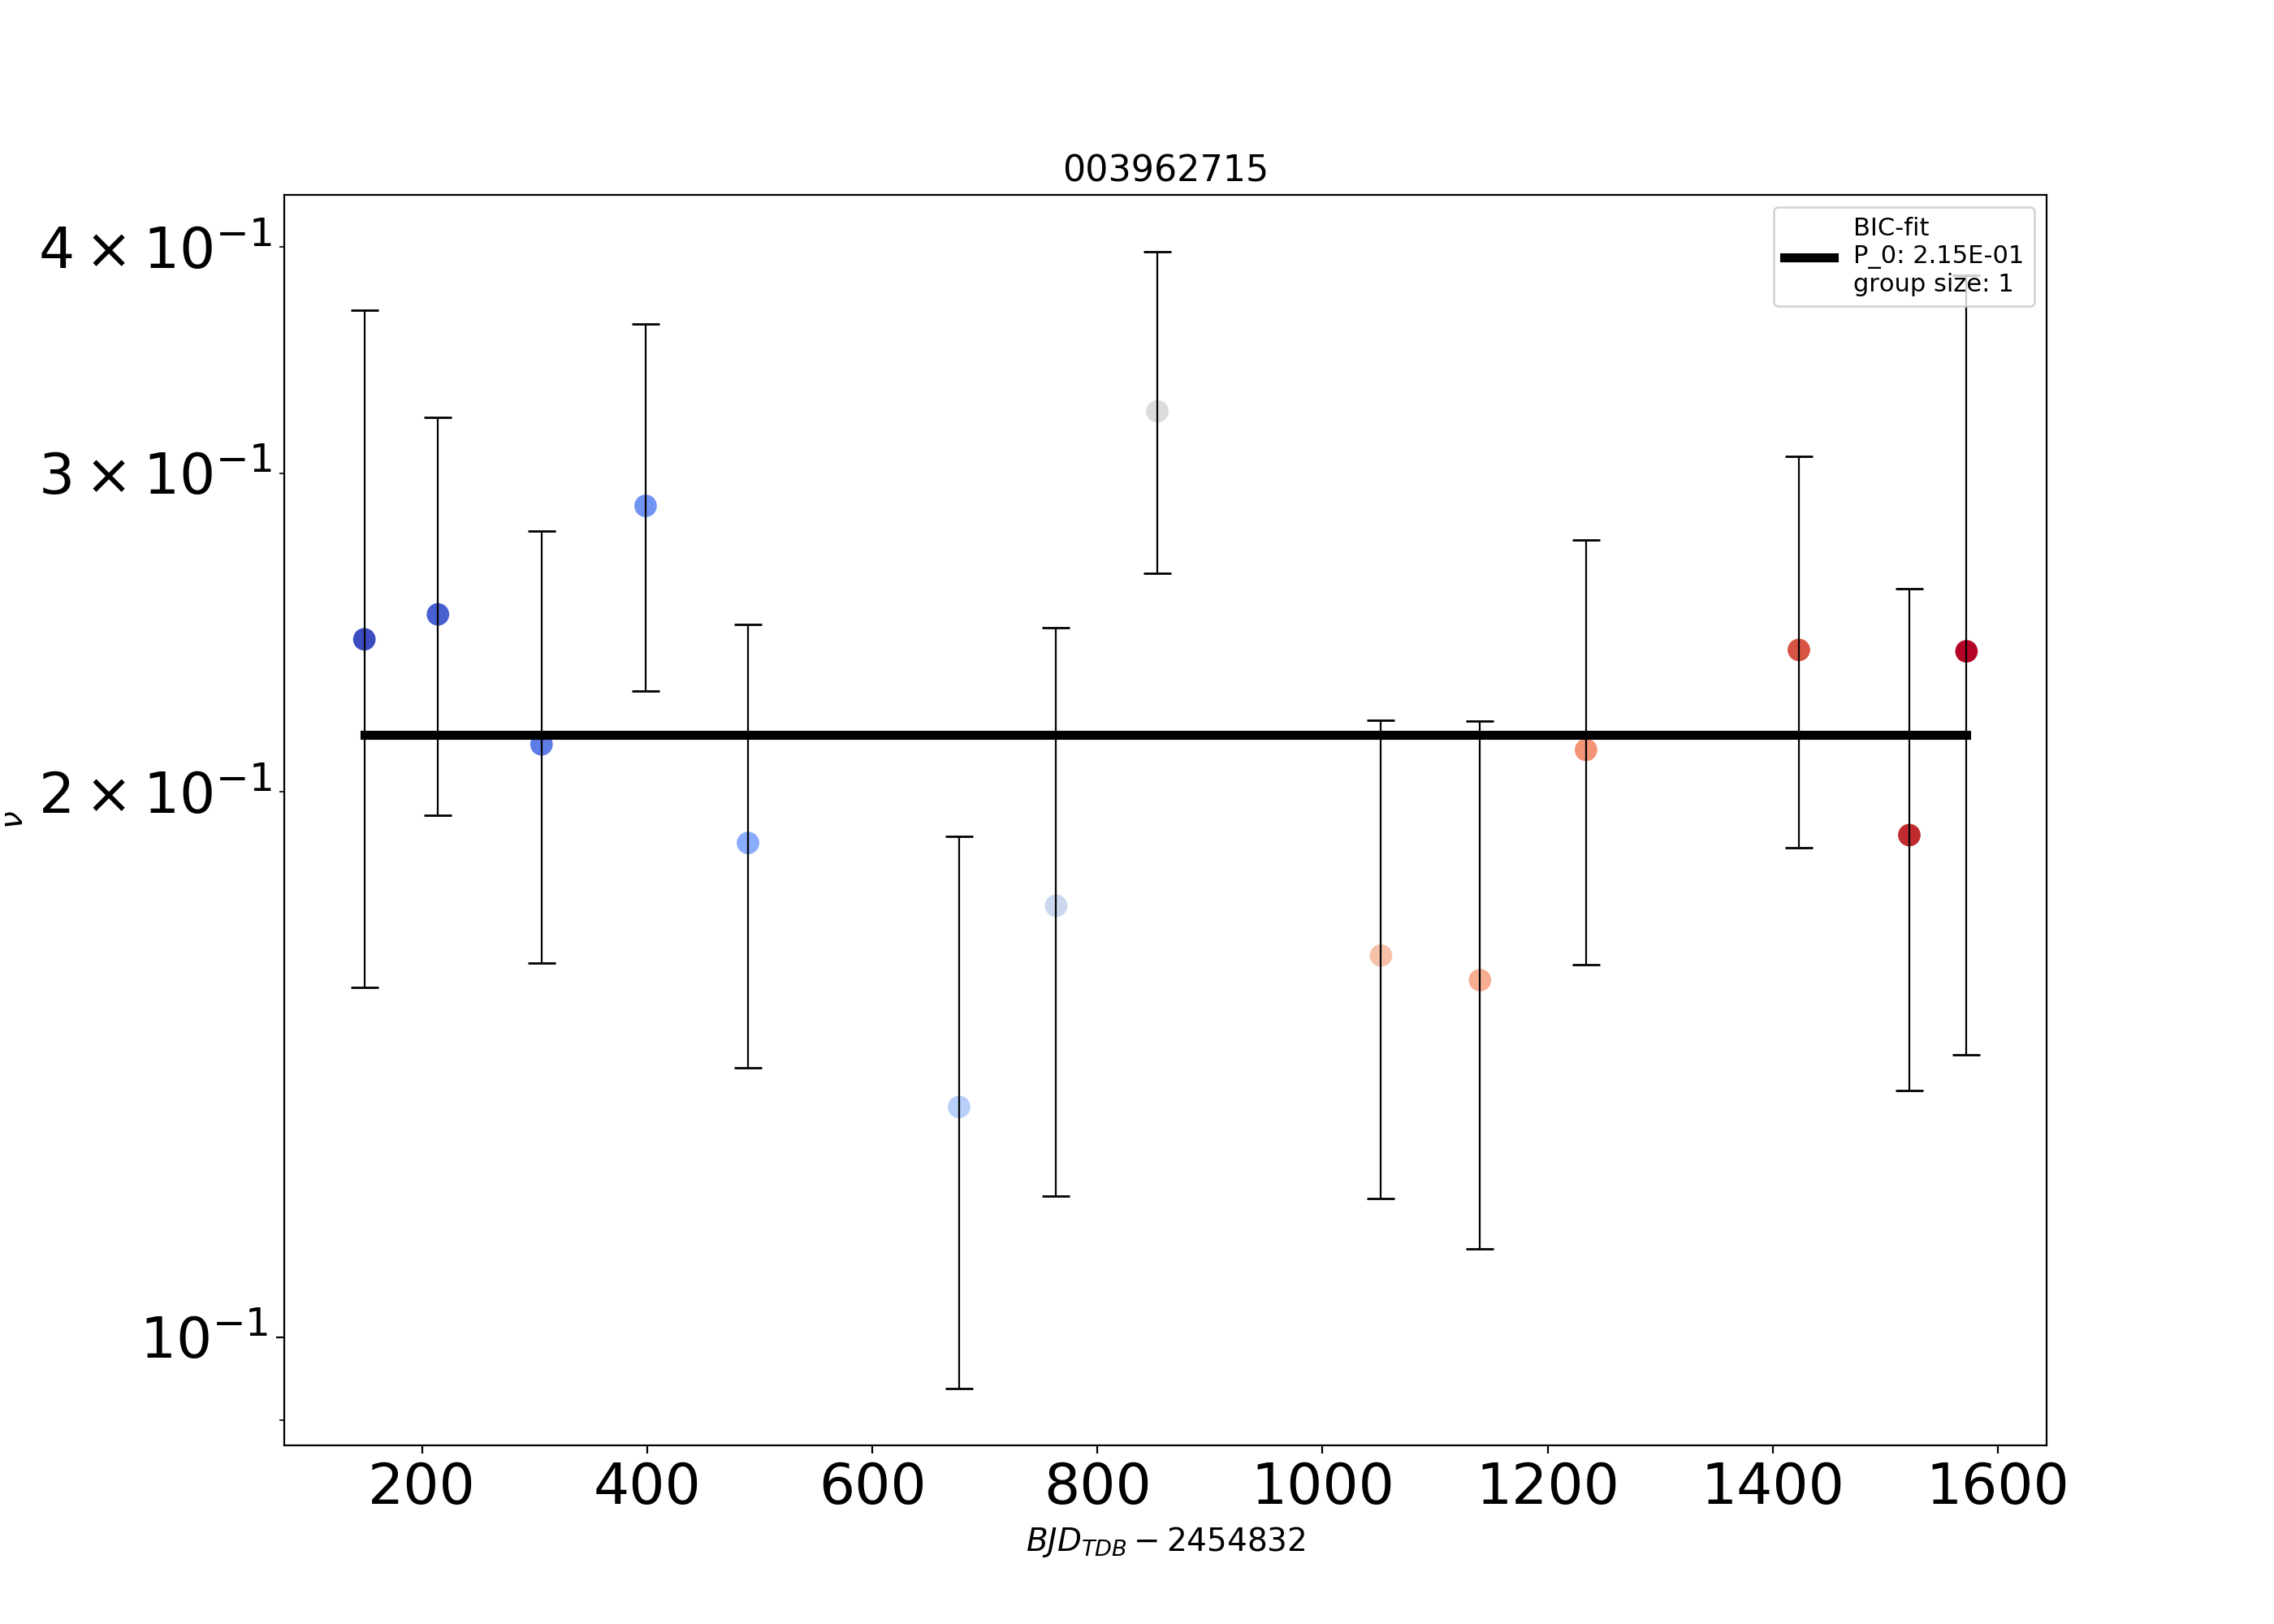 003962715
BIC-fit
P_0: 2.15E-01
group size: 1
4 × 10⁻¹
3 × 10⁻¹
2 × 10⁻¹
10⁻¹
ν
200 400 600 800 1000 1200 1400 1600
BJD_TDB − 2454832